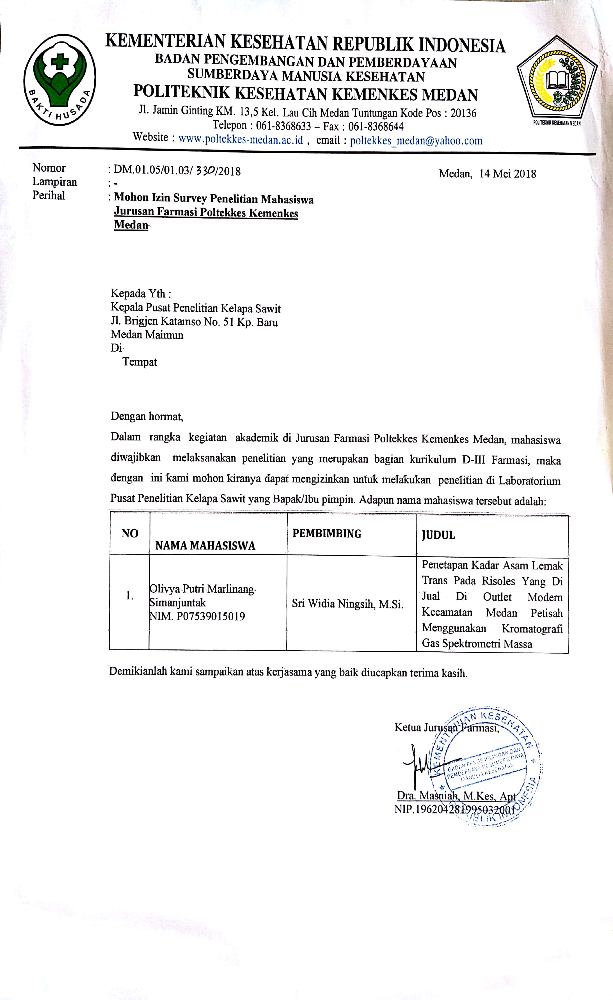 KEMENTERIAN KESEHATAN REPUBLIK INDONESIA
BADAN PENGEMBANGAN DAN PEMBERDAYAAN
SUMBERDAYA MANUSIA KESEHATAN
POLITEKNIK KESEHATAN KEMENKES MEDAN
Jl. Jamin Ginting KM. 13,5 Kel. Lau Cih Medan Tuntungan Kode Pos : 20136
Telepon : 061-8368633 – Fax : 061-8368644
Website : www.poltekkes-medan.ac.id , email : poltekkes_medan@yahoo.com
BAKTI HUSADA
POLITEKNIK KESEHATAN MEDAN
Nomor : DM.01.05/01.03/ 330/2018 Medan, 14 Mei 2018
Lampiran : -
Perihal : Mohon Izin Survey Penelitian Mahasiswa
Jurusan Farmasi Poltekkes Kemenkes
Medan
Kepada Yth :
Kepala Pusat Penelitian Kelapa Sawit
Jl. Brigjen Katamso No. 51 Kp. Baru
Medan Maimun
Di
Tempat
Dengan hormat,
Dalam rangka kegiatan akademik di Jurusan Farmasi Poltekkes Kemenkes Medan, mahasiswa
diwajibkan melaksanakan penelitian yang merupakan bagian kurikulum D-III Farmasi, maka
dengan ini kami mohon kiranya dapat mengizinkan untuk melakukan penelitian di Laboratorium
Pusat Penelitian Kelapa Sawit yang Bapak/Ibu pimpin. Adapun nama mahasiswa tersebut adalah:
NO
NAMA MAHASISWA
PEMBIMBING
JUDUL
1.
Olivya Putri Marlinang
Simanjuntak
NIM. P07539015019
Sri Widia Ningsih, M.Si.
Penetapan Kadar Asam Lemak
Trans Pada Risoles Yang Di
Jual Di Outlet Modern
Kecamatan Medan Petisah
Menggunakan Kromatografi
Gas Spektrometri Massa
Demikianlah kami sampaikan atas kerjasama yang baik diucapkan terima kasih.
Ketua Jurusan Farmasi,
KEMENTERIAN KESEHATAN
BADAN PENGEMBANGAN DAN
PEMBERDAYAAN SUMBER DAYA
MANUSIA KESEHATAN
REPUBLIK INDONESIA
Dra. Masniah, M.Kes, Apt
NIP.196204281995032001